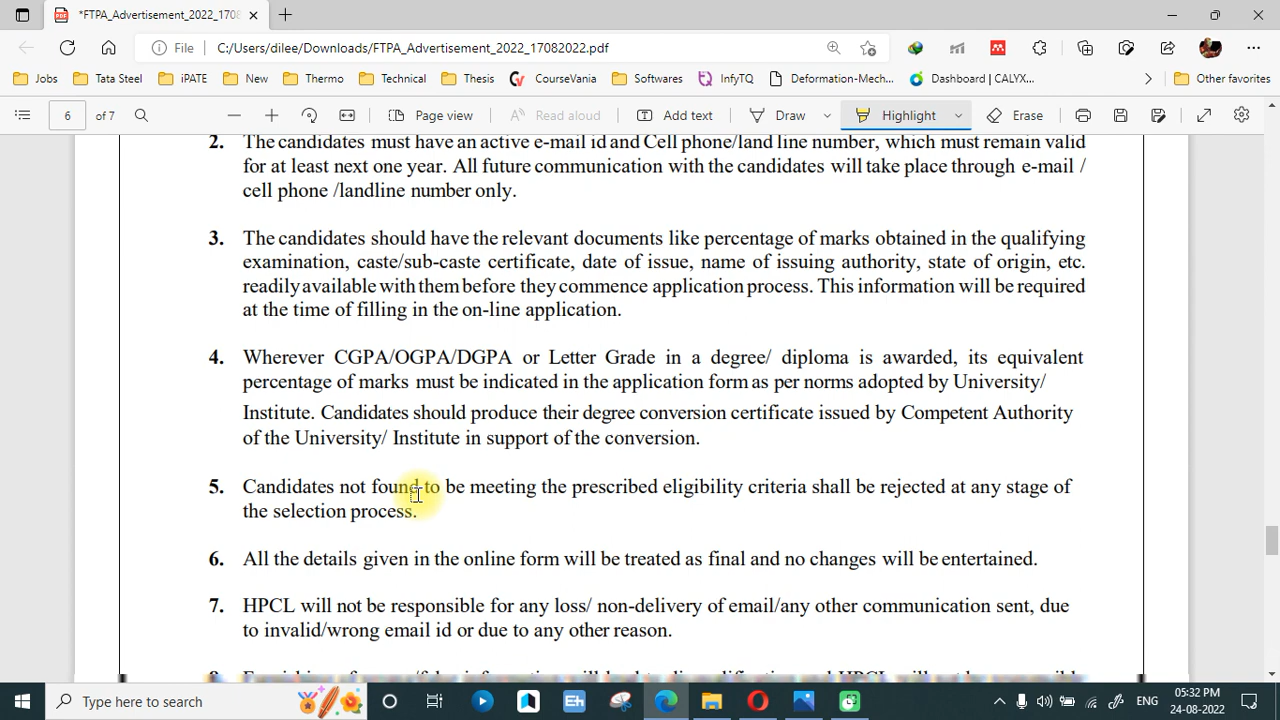 *FTPA_Advertisement_2022_1708
File
C:/Users/dilee/Downloads/FTPA_Advertisement_2022_17082022.pdf
Jobs
Tata Steel
iPATE
New
Thermo
Technical
Thesis
CourseVania
Softwares
InfyTQ
Deformation-Mech...
Dashboard | CALYX...
Other favorites
6 of 7
Page view
Read aloud
Add text
Draw
Highlight
Erase
2. The candidates must have an active e-mail id and Cell phone/land line number, which must remain valid
for at least next one year. All future communication with the candidates will take place through e-mail /
cell phone /landline number only.
3. The candidates should have the relevant documents like percentage of marks obtained in the qualifying
examination, caste/sub-caste certificate, date of issue, name of issuing authority, state of origin, etc.
readily available with them before they commence application process. This information will be required
at the time of filling in the on-line application.
4. Wherever CGPA/OGPA/DGPA or Letter Grade in a degree/ diploma is awarded, its equivalent
percentage of marks must be indicated in the application form as per norms adopted by University/
Institute. Candidates should produce their degree conversion certificate issued by Competent Authority
of the University/ Institute in support of the conversion.
5. Candidates not found to be meeting the prescribed eligibility criteria shall be rejected at any stage of
the selection process.
6. All the details given in the online form will be treated as final and no changes will be entertained.
7. HPCL will not be responsible for any loss/ non-delivery of email/any other communication sent, due
to invalid/wrong email id or due to any other reason.
Type here to search
ENG
05:32 PM
24-08-2022